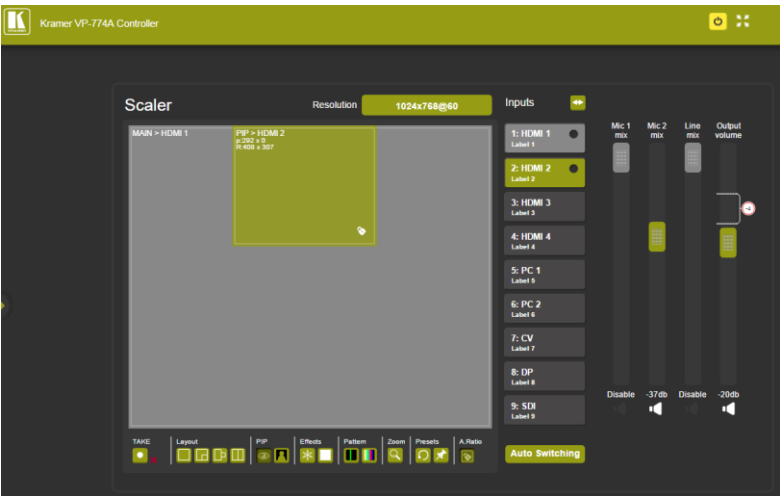 Kramer VP-774A Controller
Scaler
Resolution
1024x768@60
Inputs
MAIN > HDMI 1
PIP > HDMI 2
p:292 x 0
R:408 x 307
1: HDMI 1
Label 1
2: HDMI 2
Label 2
3: HDMI 3
Label 3
4: HDMI 4
Label 4
5: PC 1
Label 5
6: PC 2
Label 6
7: CV
Label 7
8: DP
Label 8
9: SDI
Label 9
Auto Switching
Mic 1
mix
Mic 2
mix
Line
mix
Output
volume
Disable
-37db
Disable
-20db
TAKE
Layout
PIP
Effects
Pattern
Zoom
Presets
A.Ratio